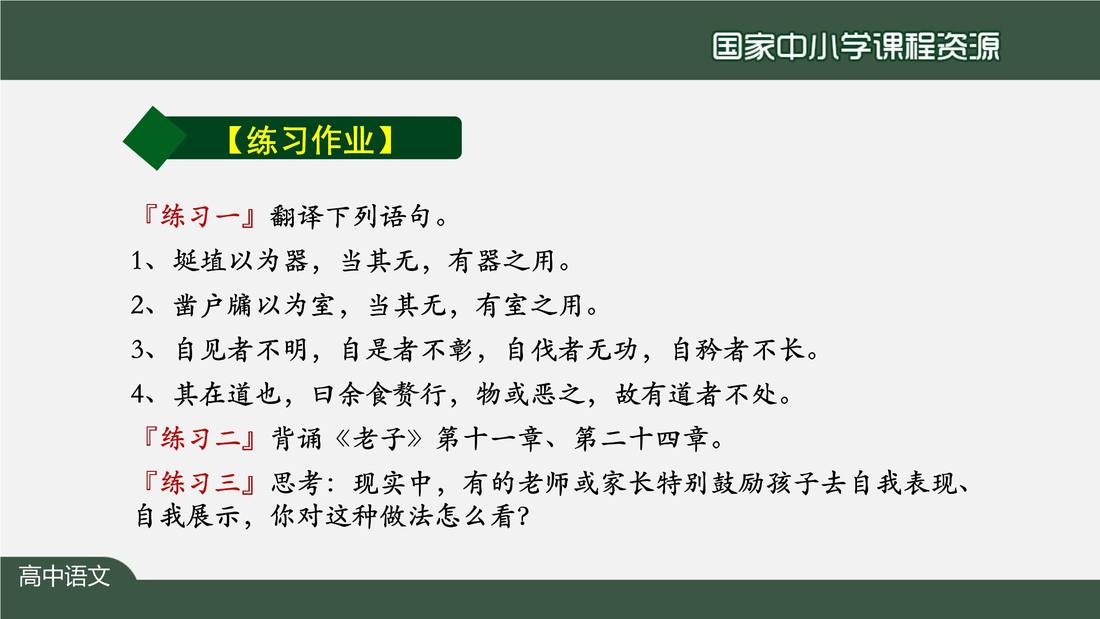 国家中小学课程资源
【练习作业】
『练习一』翻译下列语句。
1、埏埴以为器，当其无，有器之用。
2、凿户牖以为室，当其无，有室之用。
3、自见者不明，自是者不彰，自伐者无功，自矜者不长。
4、其在道也，曰余食赘行，物或恶之，故有道者不处。
『练习二』背诵《老子》第十一章、第二十四章。
『练习三』思考：现实中，有的老师或家长特别鼓励孩子去自我表现、
自我展示，你对这种做法怎么看？
高中语文